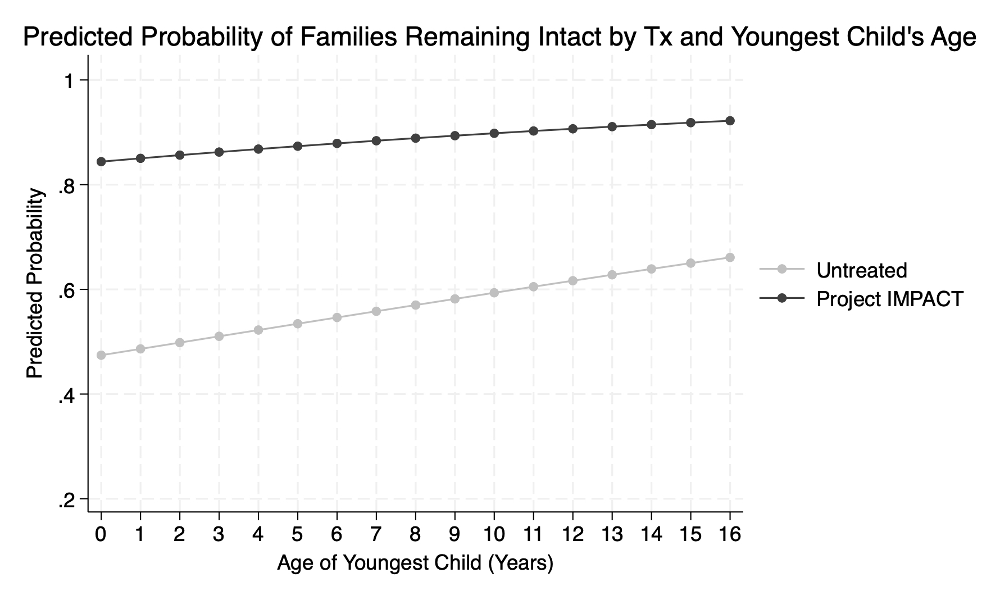 Predicted Probability of Families Remaining Intact by Tx and Youngest Child's Age
Predicted Probability
1
.8
.6
.4
.2
0 1 2 3 4 5 6 7 8 9 10 11 12 13 14 15 16
Age of Youngest Child (Years)
Untreated
Project IMPACT